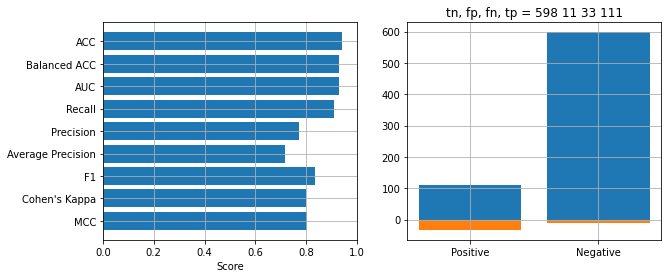 ACC
Balanced ACC
AUC
Recall
Precision
Average Precision
F1
Cohen's Kappa
MCC
0.0 0.2 0.4 0.6 0.8 1.0
Score
tn, fp, fn, tp = 598 11 33 111
600
500
400
300
200
100
0
Positive Negative